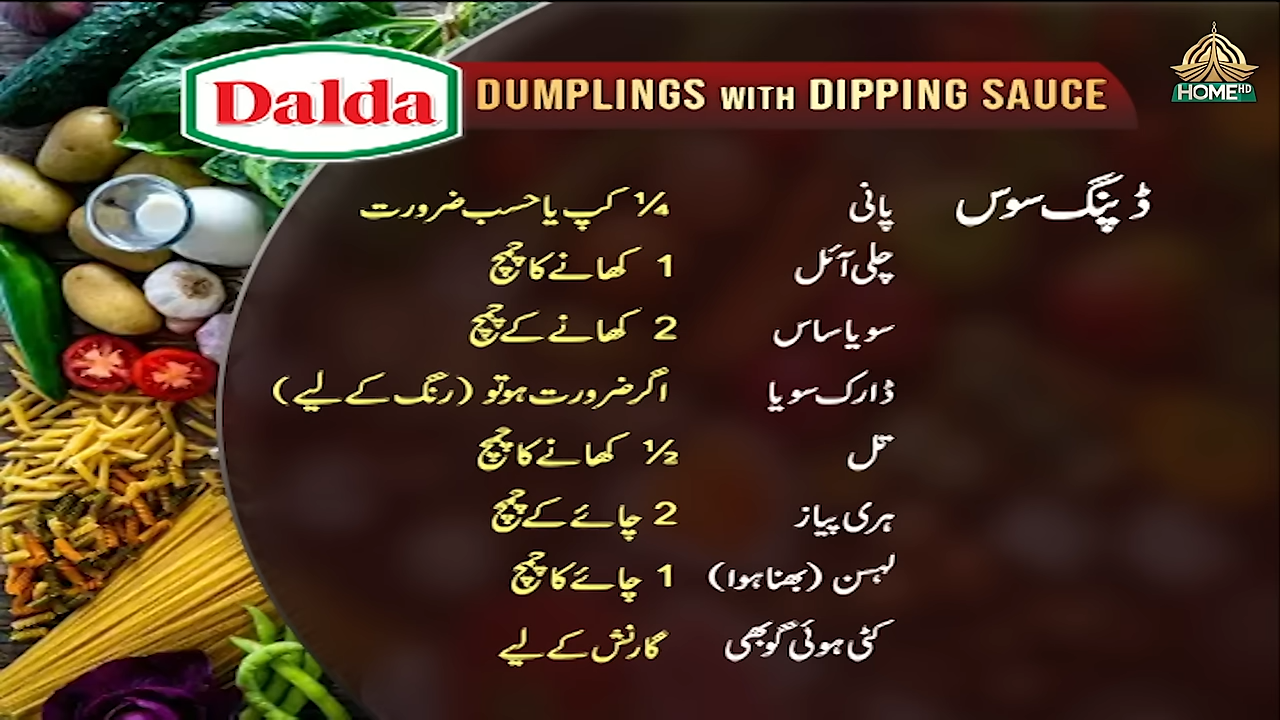 Dalda
DUMPLINGS WITH DIPPING SAUCE
HOME HD
ڈپنگ سوس
پانی ¼ کپ یا حسب ضرورت
چلی آئل 1 کھانے کا چمچ
سویا ساس 2 کھانے کے چمچ
ڈارک سویا اگر ضرورت ہو تو (رنگ کے لیے)
تل ½ کھانے کا چمچ
ہری پیاز 2 چائے کے چمچ
لہسن (بھنا ہوا) 1 چائے کا چمچ
کٹی ہوئی گوبھی گارنش کے لیے